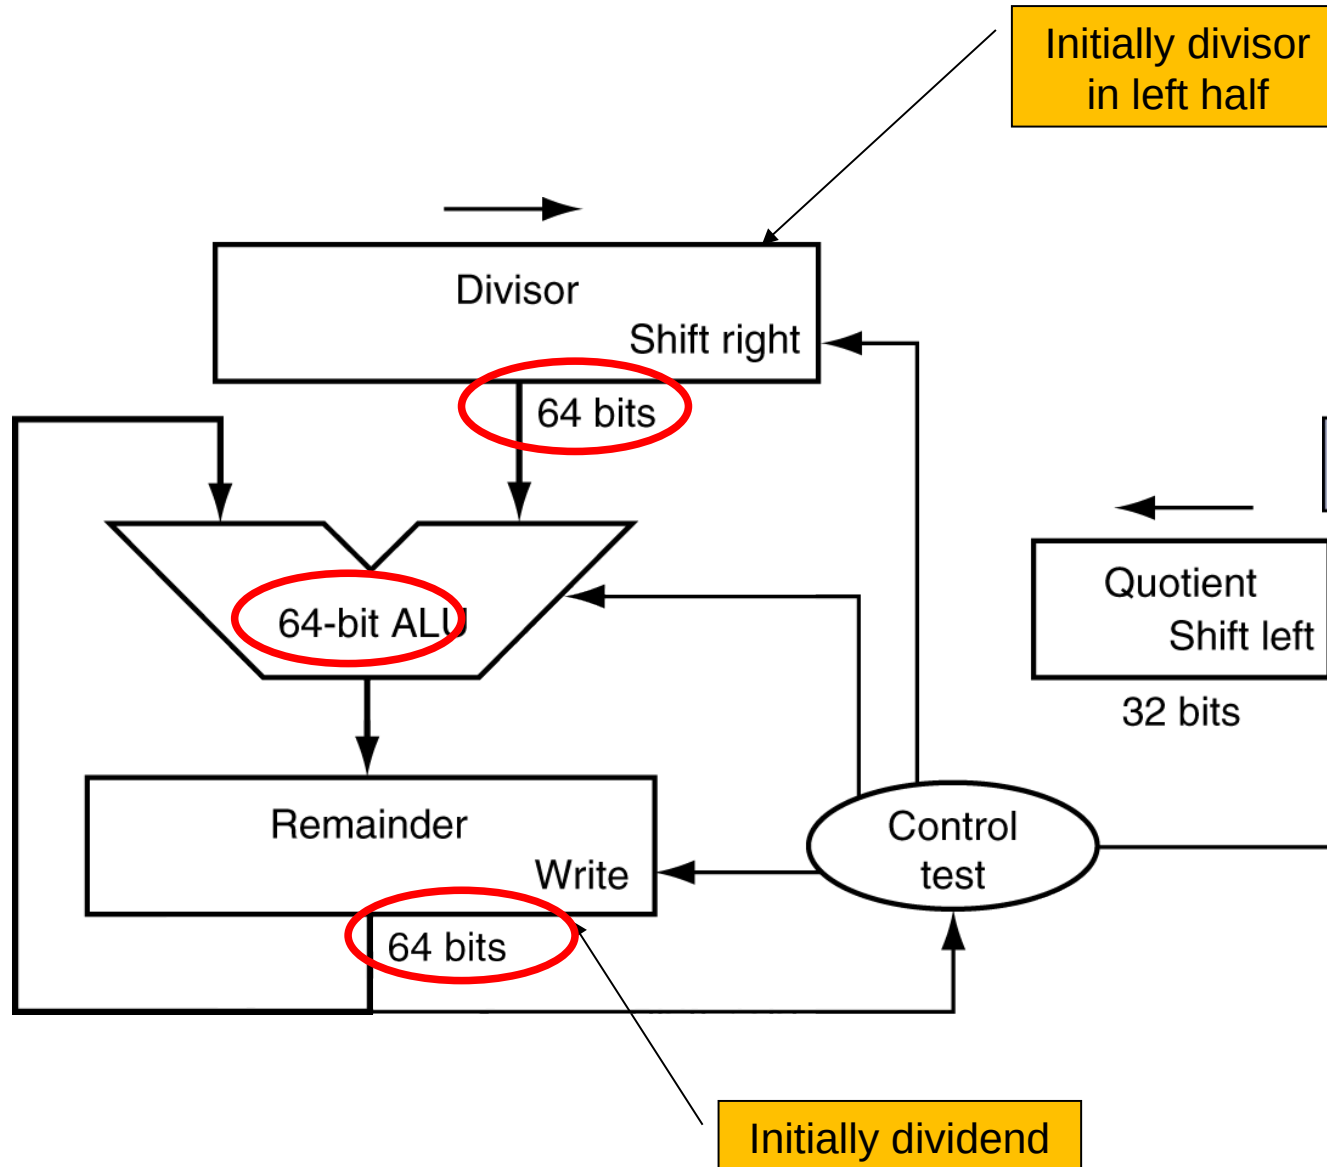 Initially divisor
in left half
Divisor
Shift right
64 bits
64-bit ALU
Quotient
Shift left
32 bits
Remainder
Write
Control
test
64 bits
Initially dividend